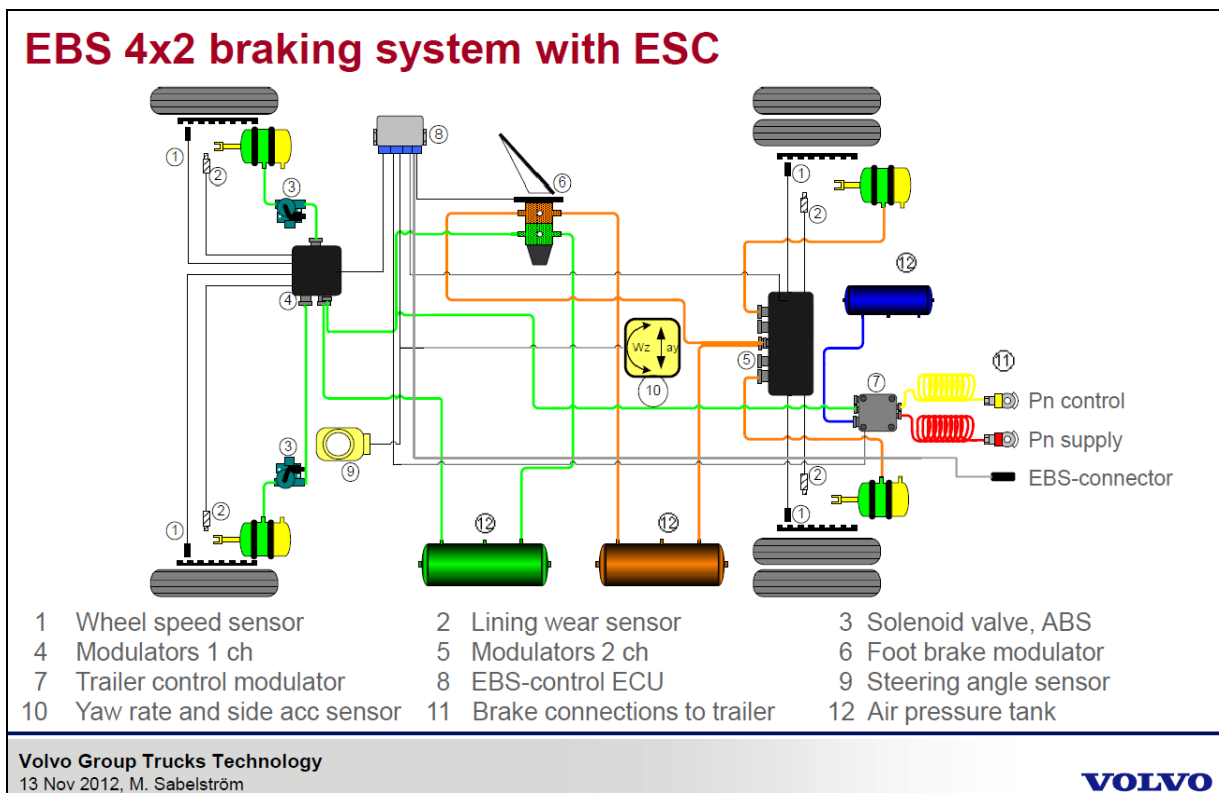 EBS 4x2 braking system with ESC
1
2
3
8
6
1
2
12
4
Wz
ay
10
5
7
11
Pn control
Pn supply
EBS-connector
9
3
2
1
12
12
2
1
1 Wheel speed sensor 2 Lining wear sensor 3 Solenoid valve, ABS
4 Modulators 1 ch 5 Modulators 2 ch 6 Foot brake modulator
7 Trailer control modulator 8 EBS-control ECU 9 Steering angle sensor
10 Yaw rate and side acc sensor 11 Brake connections to trailer 12 Air pressure tank
Volvo Group Trucks Technology
13 Nov 2012, M. Sabelström
VOLVO